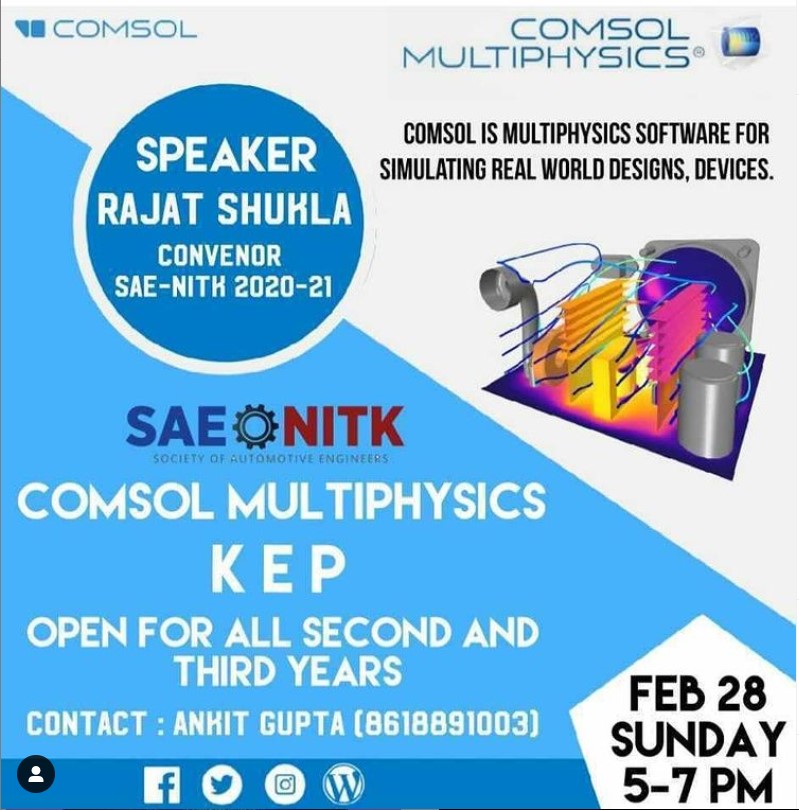 COMSOL
COMSOL
MULTIPHYSICS®
SPEAKER
RAJAT SHUKLA
CONVENOR
SAE-NITK 2020-21
COMSOL IS MULTIPHYSICS SOFTWARE FOR
SIMULATING REAL WORLD DESIGNS, DEVICES.
SAE NITK
SOCIETY OF AUTOMOTIVE ENGINEERS
COMSOL MULTIPHYSICS
KEP
OPEN FOR ALL SECOND AND
THIRD YEARS
CONTACT : ANKIT GUPTA (8618891003)
FEB 28
SUNDAY
5-7 PM